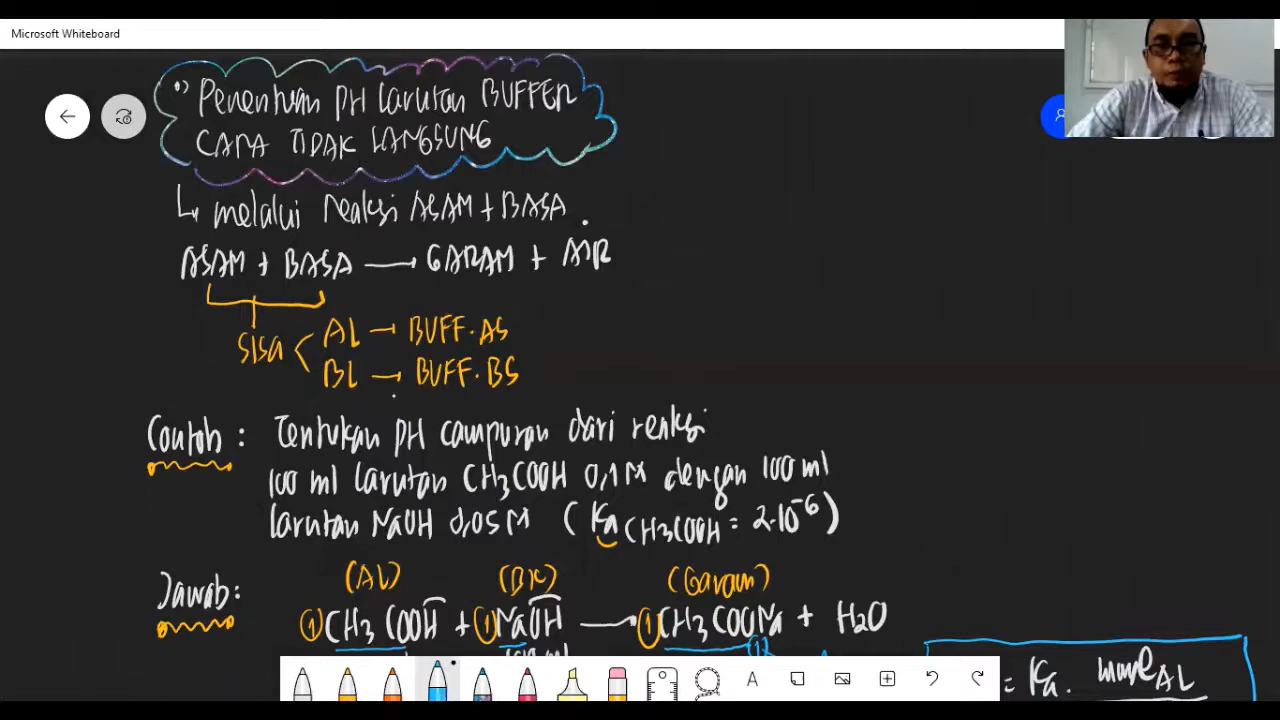 Microsoft Whiteboard
Penentuan pH Larutan BUFFER
CARA TIDAK LANGSUNG
↳ melalui reaksi ASAM + BASA
ASAM + BASA → GARAM + AIR
sisa < AL → BUFF. AS
BL → BUFF. BS
Contoh : Tentukan pH campuran dari reaksi
100 ml larutan CH3COOH 0,1 M dengan 100 ml
larutan NaOH 0,05 M ( Ka CH3COOH = 2.10⁻⁶ )
(AL) (BK) (Garam)
Jawab: ① CH3COOH + ① NaOH → ① CH3COONa + H2O
= Ka. mmol AL